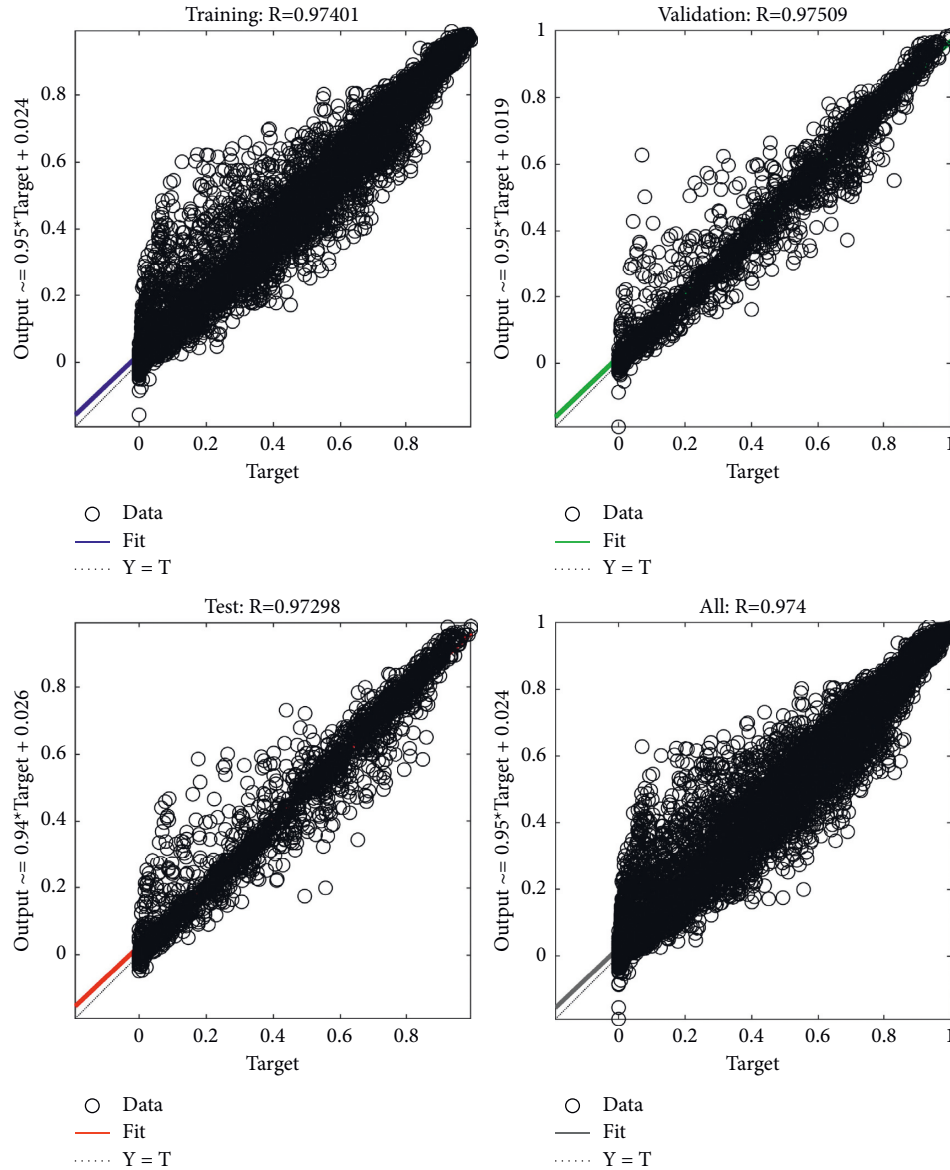 Training: R=0.97401
Output ~= 0.95*Target + 0.024
0.8
0.6
0.4
0.2
0
0 0.2 0.4 0.6 0.8
Target
Data
Fit
Y = T
Validation: R=0.97509
Output ~= 0.95*Target + 0.019
1
0.8
0.6
0.4
0.2
0
0 0.2 0.4 0.6 0.8 1
Target
Data
Fit
Y = T
Test: R=0.97298
Output ~= 0.94*Target + 0.026
0.8
0.6
0.4
0.2
0
0 0.2 0.4 0.6 0.8
Target
Data
Fit
Y = T
All: R=0.974
Output ~= 0.95*Target + 0.024
1
0.8
0.6
0.4
0.2
0
0 0.2 0.4 0.6 0.8 1
Target
Data
Fit
Y = T